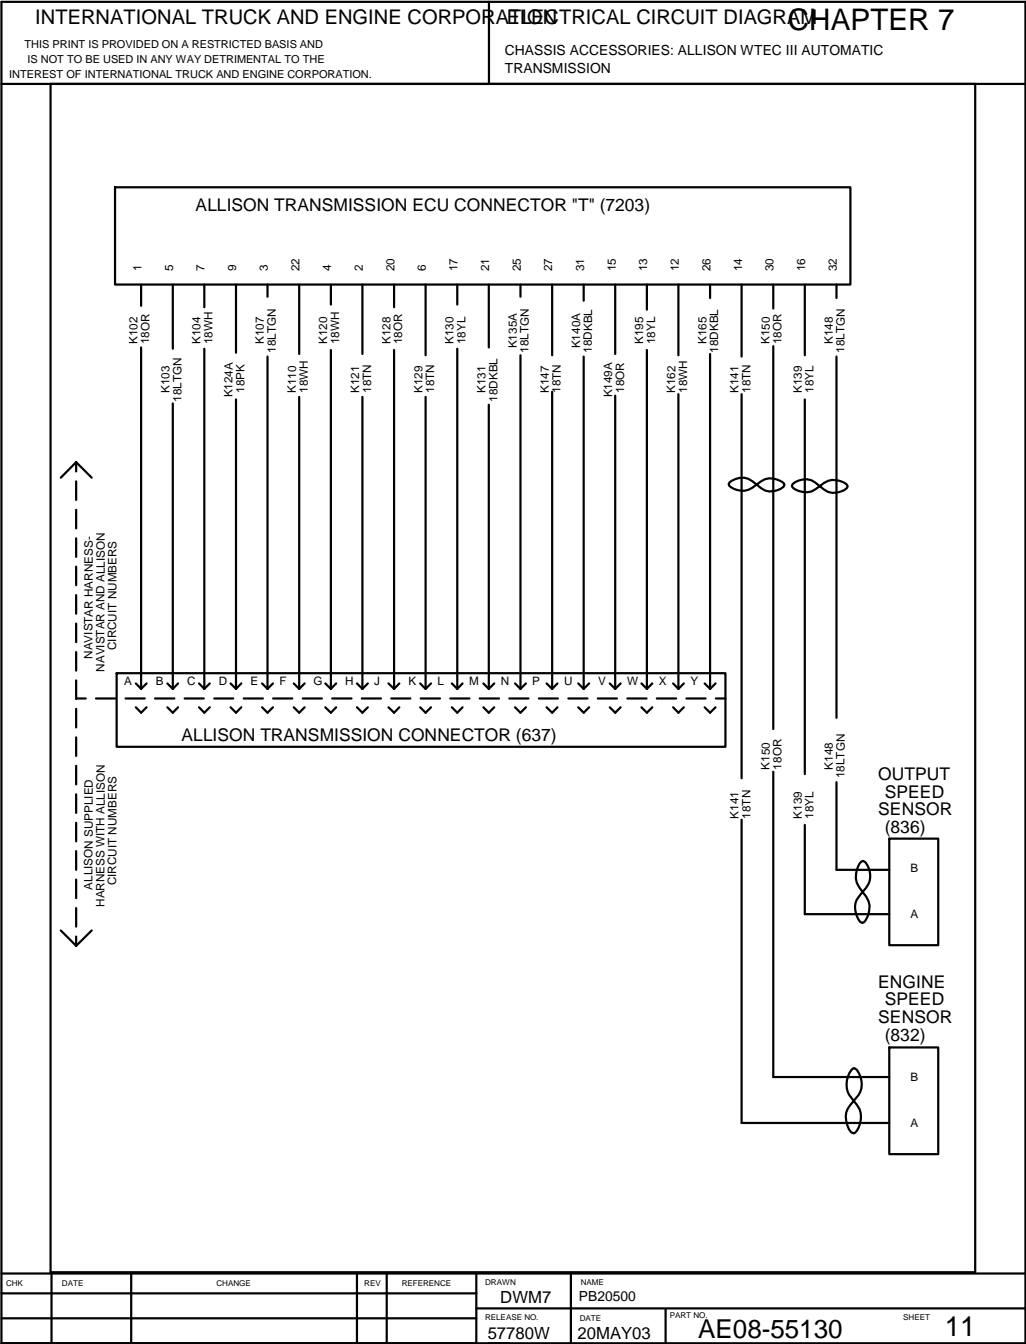 INTERNATIONAL TRUCK AND ENGINE CORPORATION
ELECTRICAL CIRCUIT DIAGRAM
CHAPTER 7
THIS PRINT IS PROVIDED ON A RESTRICTED BASIS AND
IS NOT TO BE USED IN ANY WAY DETRIMENTAL TO THE
INTEREST OF INTERNATIONAL TRUCK AND ENGINE CORPORATION.
CHASSIS ACCESSORIES: ALLISON WTEC III AUTOMATIC
TRANSMISSION
ALLISON TRANSMISSION ECU CONNECTOR "T" (7203)
1 5 7 9 3 22 4 2 20 6 17 21 25 27 31 15 13 12 26 14 30 16 32
K102
18OR
K103
18LTGN
K104
18WH
K124A
18PK
K107
18LTGN
K110
18WH
K120
18WH
K121
18TN
K128
18OR
K129
18TN
K130
18YL
K131
18DKBL
K135A
18LTGN
K147
18TN
K140A
18DKBL
K149A
18OR
K195
18YL
K162
18WH
K165
18DKBL
K141
18TN
K150
18OR
K139
18YL
K148
18LTGN
NAVISTAR HARNESS-
NAVISTAR AND ALLISON
CIRCUIT NUMBERS
A B C D E F G H J K L M N P U V W X Y
ALLISON TRANSMISSION CONNECTOR (637)
ALLISON SUPPLIED
HARNESS WITH ALLISON
CIRCUIT NUMBERS
K141
18TN
K150
18OR
K139
18YL
K148
18LTGN
OUTPUT
SPEED
SENSOR
(836)
B
A
ENGINE
SPEED
SENSOR
(832)
B
A
CHK DATE CHANGE REV REFERENCE
DRAWN
DWM7
NAME
PB20500
RELEASE NO.
57780W
DATE
20MAY03
PART NO.
AE08-55130
SHEET
11